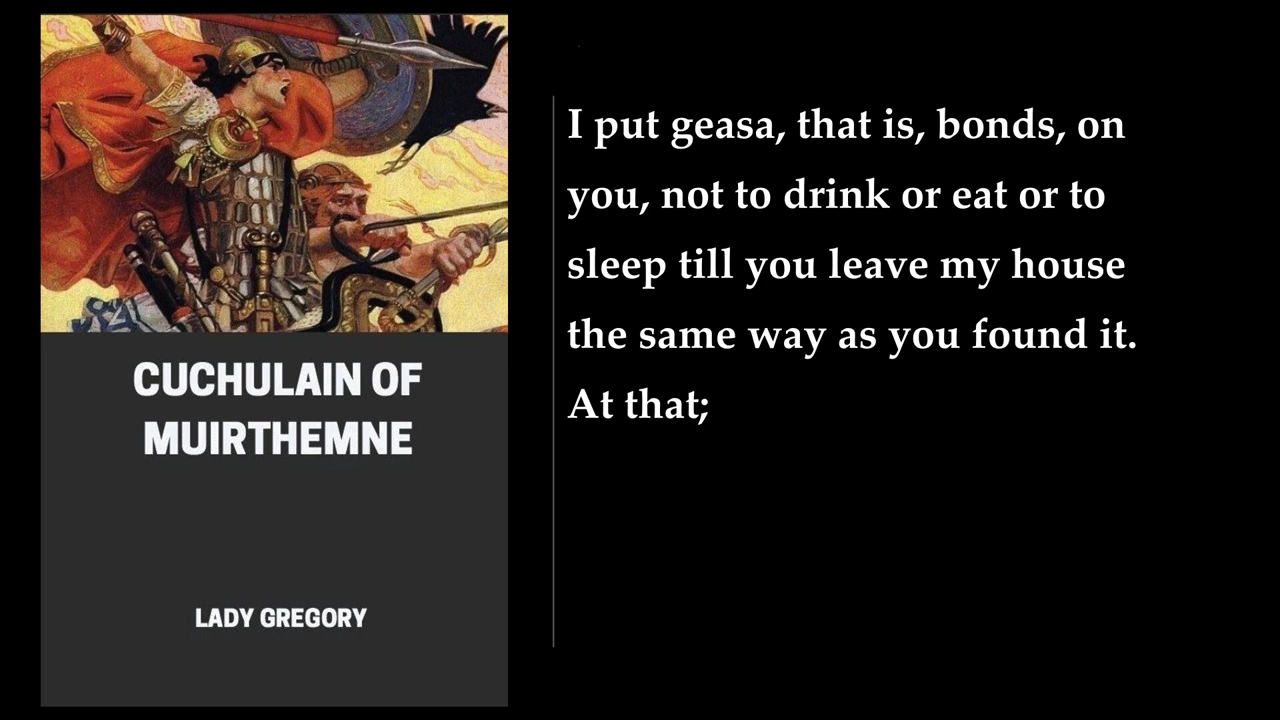 CUCHULAIN OF
MUIRTHEMNE
LADY GREGORY
I put geasa, that is, bonds, on
you, not to drink or eat or to
sleep till you leave my house
the same way as you found it.
At that;